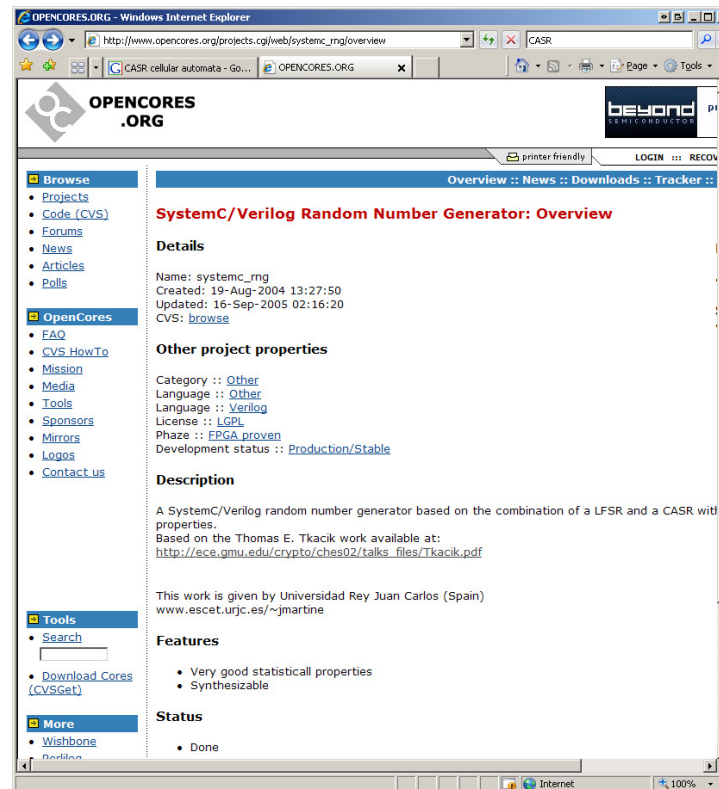 OPENCORES.ORG - Windows Internet Explorer
http://www.opencores.org/projects.cgi/web/systemc_rng/overview
CASR
CASR cellular automata - Go...
OPENCORES.ORG
Page
Tools
OPENCORES
.ORG
beyond
SEMICONDUCTOR
printer friendly
LOGIN ::: RECOV
Browse
Projects
Code (CVS)
Forums
News
Articles
Polls
OpenCores
FAQ
CVS HowTo
Mission
Media
Tools
Sponsors
Mirrors
Logos
Contact us
Tools
Search
Download Cores
(CVSGet)
More
Wishbone
Perlilog
Overview :: News :: Downloads :: Tracker ::
SystemC/Verilog Random Number Generator: Overview
Details
Name: systemc_rng
Created: 19-Aug-2004 13:27:50
Updated: 16-Sep-2005 02:16:20
CVS: browse
Other project properties
Category :: Other
Language :: Other
Language :: Verilog
License :: LGPL
Phaze :: FPGA proven
Development status :: Production/Stable
Description
A SystemC/Verilog random number generator based on the combination of a LFSR and a CASR with
properties.
Based on the Thomas E. Tkacik work available at:
http://ece.gmu.edu/crypto/ches02/talks_files/Tkacik.pdf
This work is given by Universidad Rey Juan Carlos (Spain)
www.escet.urjc.es/~jmartine
Features
Very good statisticall properties
Synthesizable
Status
Done
Internet
100%